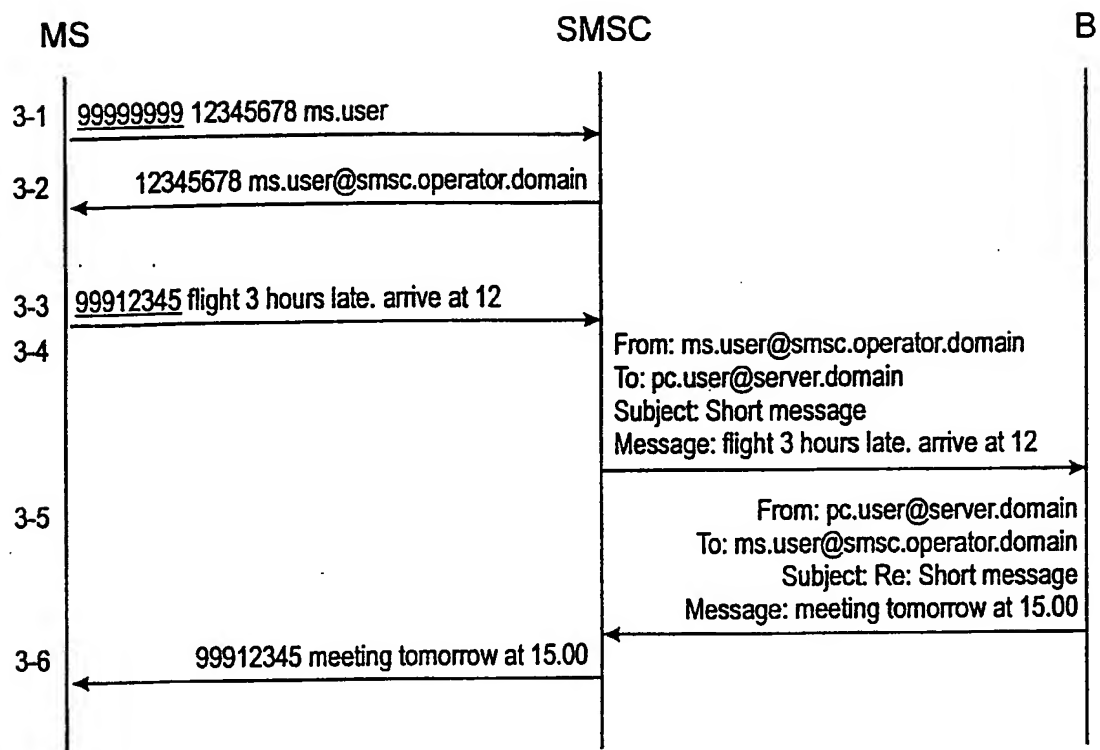 MS SMSC B
3-1 99999999 12345678 ms.user
3-2 12345678 ms.user@smsc.operator.domain
3-3 99912345 flight 3 hours late. arrive at 12
3-4 From: ms.user@smsc.operator.domain
To: pc.user@server.domain
Subject: Short message
Message: flight 3 hours late. arrive at 12
3-5 From: pc.user@server.domain
To: ms.user@smsc.operator.domain
Subject: Re: Short message
Message: meeting tomorrow at 15.00
3-6 99912345 meeting tomorrow at 15.00